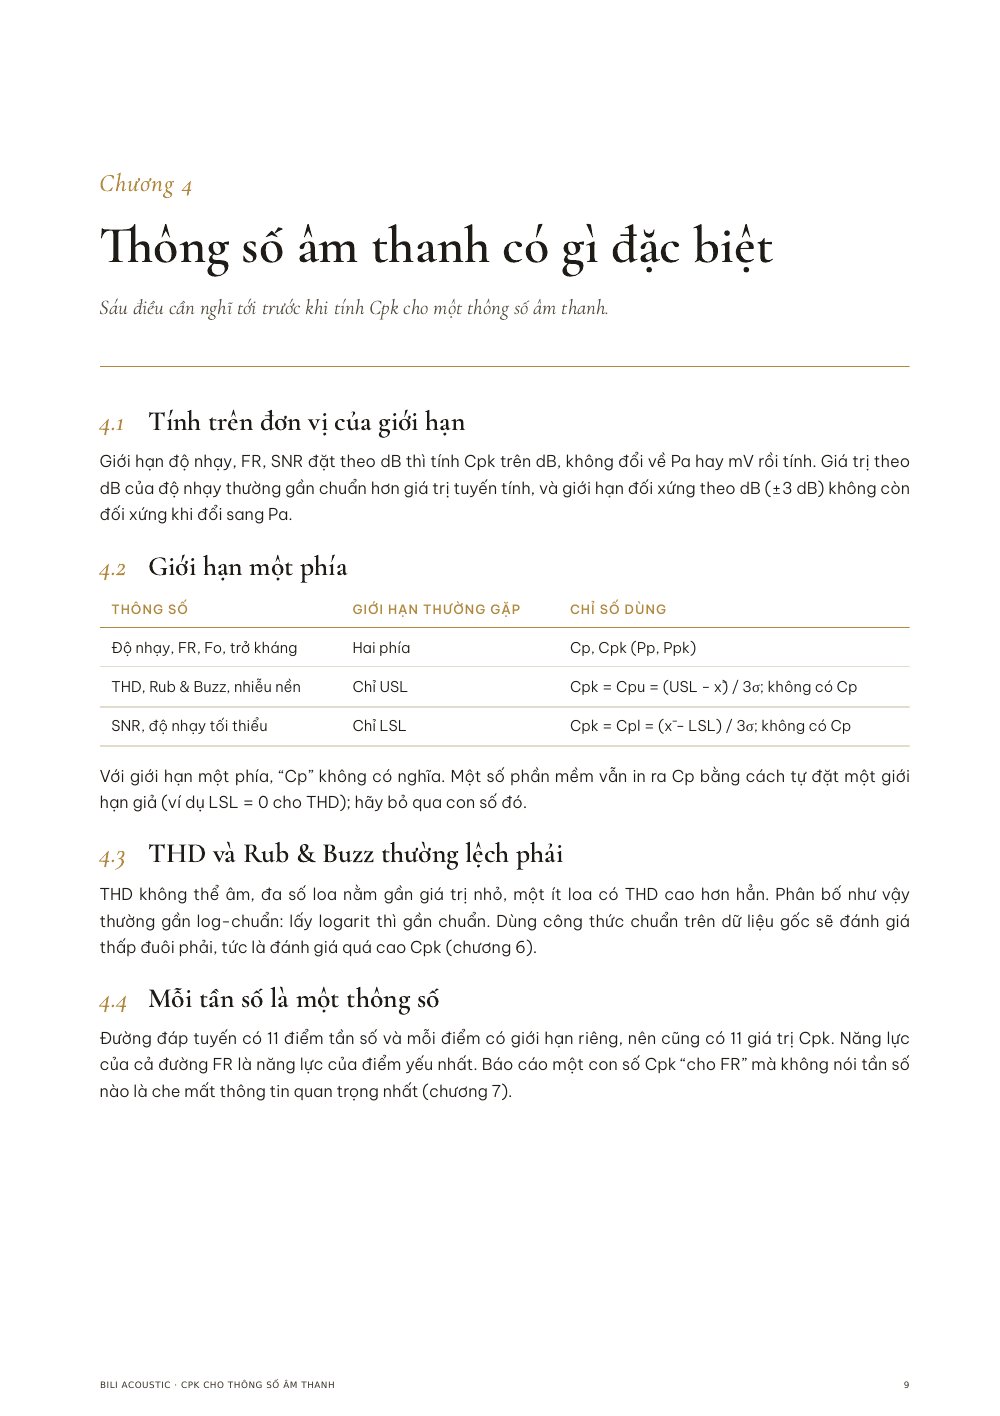 Chương 4
Thông số âm thanh có gì đặc biệt
Sáu điều cần nghĩ tới trước khi tính Cpk cho một thông số âm thanh.
4.1 Tính trên đơn vị của giới hạn
Giới hạn độ nhạy, FR, SNR đặt theo dB thì tính Cpk trên dB, không đổi về Pa hay mV rồi tính. Giá trị theo
dB của độ nhạy thường gần chuẩn hơn giá trị tuyến tính, và giới hạn đối xứng theo dB (±3 dB) không còn
đối xứng khi đổi sang Pa.
4.2 Giới hạn một phía
THÔNG SỐ GIỚI HẠN THƯỜNG GẶP CHỈ SỐ DÙNG
Độ nhạy, FR, Fo, trở kháng Hai phía Cp, Cpk (Pp, Ppk)
THD, Rub & Buzz, nhiễu nền Chỉ USL Cpk = Cpu = (USL − x̄) / 3σ; không có Cp
SNR, độ nhạy tối thiểu Chỉ LSL Cpk = Cpl = (x̄ − LSL) / 3σ; không có Cp
Với giới hạn một phía, “Cp” không có nghĩa. Một số phần mềm vẫn in ra Cp bằng cách tự đặt một giới
hạn giả (ví dụ LSL = 0 cho THD); hãy bỏ qua con số đó.
4.3 THD và Rub & Buzz thường lệch phải
THD không thể âm, đa số loa nằm gần giá trị nhỏ, một ít loa có THD cao hơn hẳn. Phân bố như vậy
thường gần log-chuẩn: lấy logarit thì gần chuẩn. Dùng công thức chuẩn trên dữ liệu gốc sẽ đánh giá
thấp đuôi phải, tức là đánh giá quá cao Cpk (chương 6).
4.4 Mỗi tần số là một thông số
Đường đáp tuyến có 11 điểm tần số và mỗi điểm có giới hạn riêng, nên cũng có 11 giá trị Cpk. Năng lực
của cả đường FR là năng lực của điểm yếu nhất. Báo cáo một con số Cpk “cho FR” mà không nói tần số
nào là che mất thông tin quan trọng nhất (chương 7).
BILI ACOUSTIC · CPK CHO THÔNG SỐ ÂM THANH 9